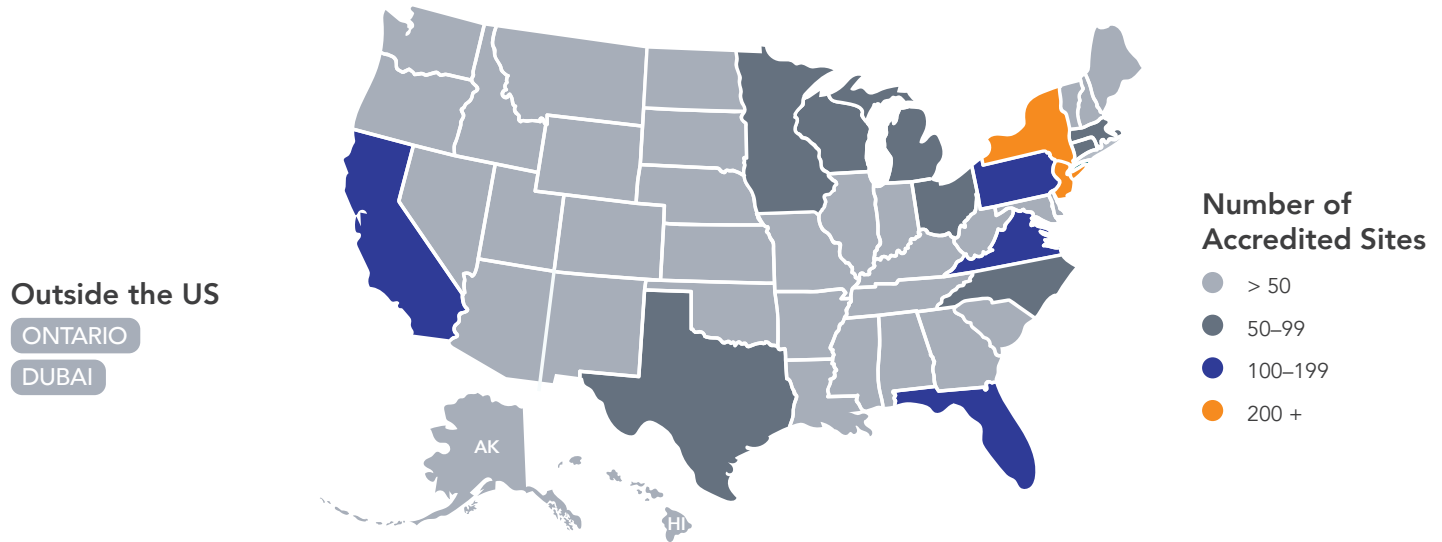 Outside the US
ONTARIO
DUBAI
AK
HI
Number of
Accredited Sites
> 50
50–99
100–199
200 +